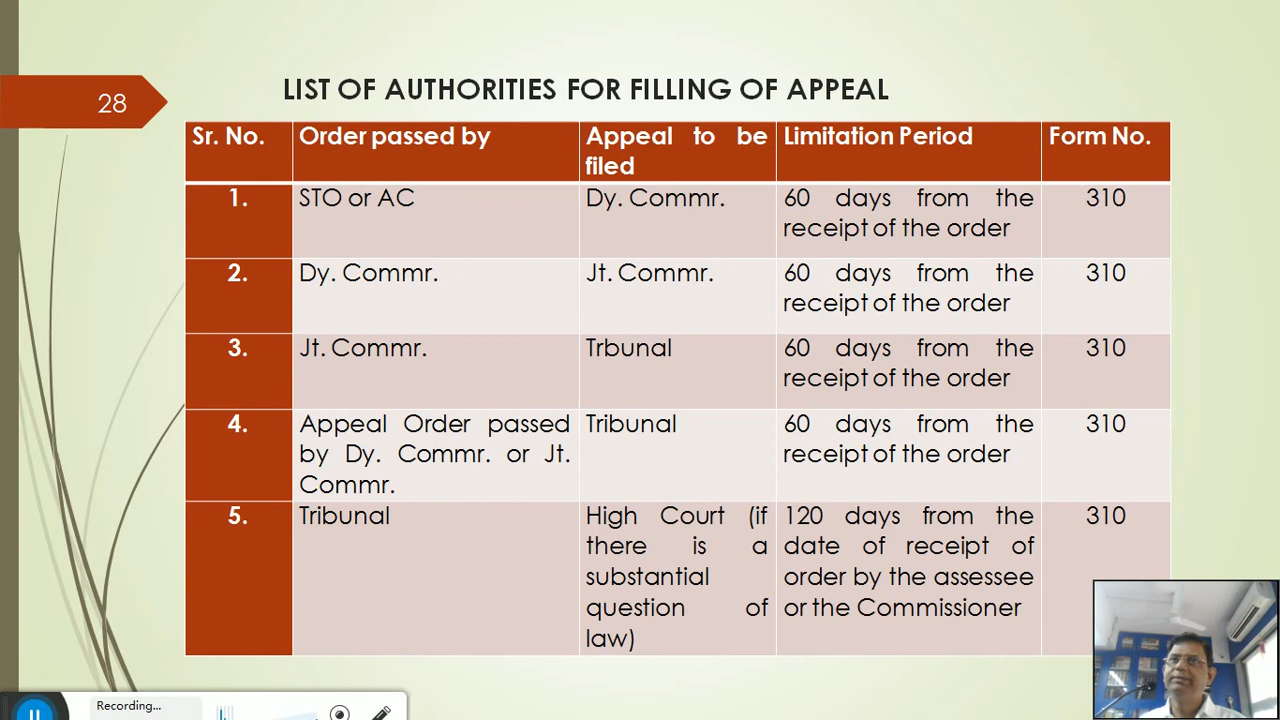 28
LIST OF AUTHORITIES FOR FILLING OF APPEAL
Sr. No. Order passed by Appeal to be Limitation Period Form No.
filed
1. STO or AC Dy. Commr. 60 days from the 310
receipt of the order
2. Dy. Commr. Jt. Commr. 60 days from the 310
receipt of the order
3. Jt. Commr. Trbunal 60 days from the 310
receipt of the order
4. Appeal Order passed Tribunal 60 days from the 310
by Dy. Commr. or Jt. receipt of the order
Commr.
5. Tribunal High Court (if 120 days from the 310
there is a date of receipt of
substantial order by the assessee
question of or the Commissioner
law)
Recording...